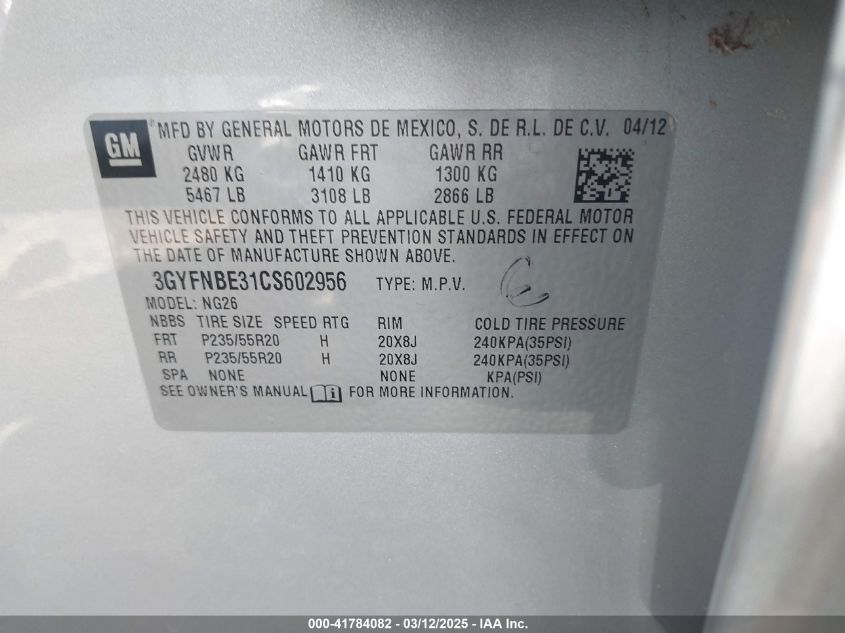 GM
® MFD BY GENERAL MOTORS DE MEXICO, S. DE R.L. DE C.V. 04/12
GVWR GAWR FRT GAWR RR
2480 KG 1410 KG 1300 KG
5467 LB 3108 LB 2866 LB
THIS VEHICLE CONFORMS TO ALL APPLICABLE U.S. FEDERAL MOTOR
VEHICLE SAFETY AND THEFT PREVENTION STANDARDS IN EFFECT ON
THE DATE OF MANUFACTURE SHOWN ABOVE.
3GYFNBE31CS602956 TYPE: M.P.V.
MODEL: NG26
NBBS TIRE SIZE SPEED RTG RIM COLD TIRE PRESSURE
FRT P235/55R20 H 20X8J 240KPA(35PSI)
RR P235/55R20 H 20X8J 240KPA(35PSI)
SPA NONE NONE KPA(PSI)
SEE OWNER'S MANUAL FOR MORE INFORMATION.
000-41784082 - 03/12/2025 - IAA Inc.